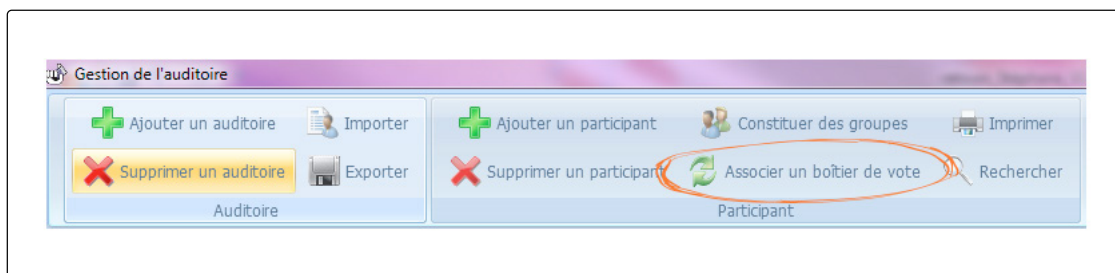 Gestion de l'auditoire
Ajouter un auditoire Importer Ajouter un participant Constituer des groupes Imprimer
Supprimer un auditoire Exporter Supprimer un participant Associer un boîtier de vote Rechercher
Auditoire Participant